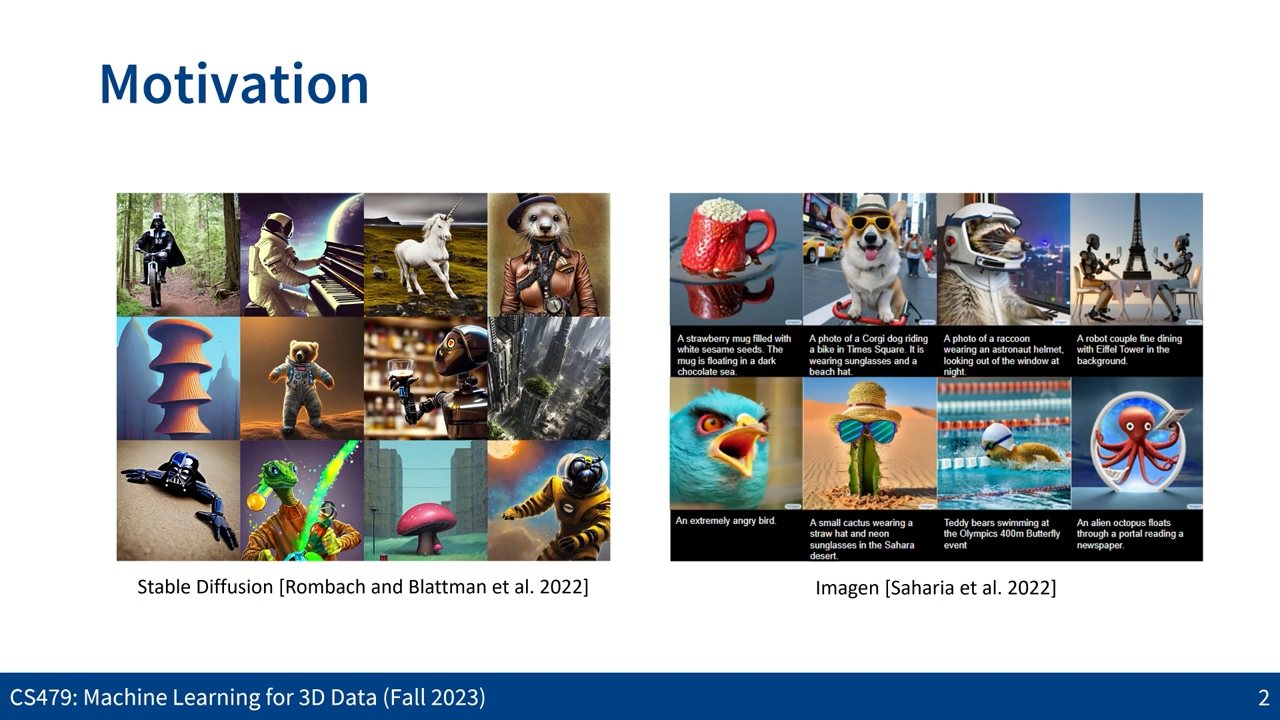 Motivation
A strawberry mug filled with
white sesame seeds. The
mug is floating in a dark
chocolate sea.
A photo of a Corgi dog riding
a bike in Times Square. It is
wearing sunglasses and a
beach hat.
A photo of a raccoon
wearing an astronaut helmet,
looking out of the window at
night.
A robot couple fine dining
with Eiffel Tower in the
background.
An extremely angry bird.
A small cactus wearing a
straw hat and neon
sunglasses in the Sahara
desert.
Teddy bears swimming at
the Olympics 400m Butterfly
event
An alien octopus floats
through a portal reading a
newspaper.
Stable Diffusion [Rombach and Blattman et al. 2022]
Imagen [Saharia et al. 2022]
CS479: Machine Learning for 3D Data (Fall 2023)
2